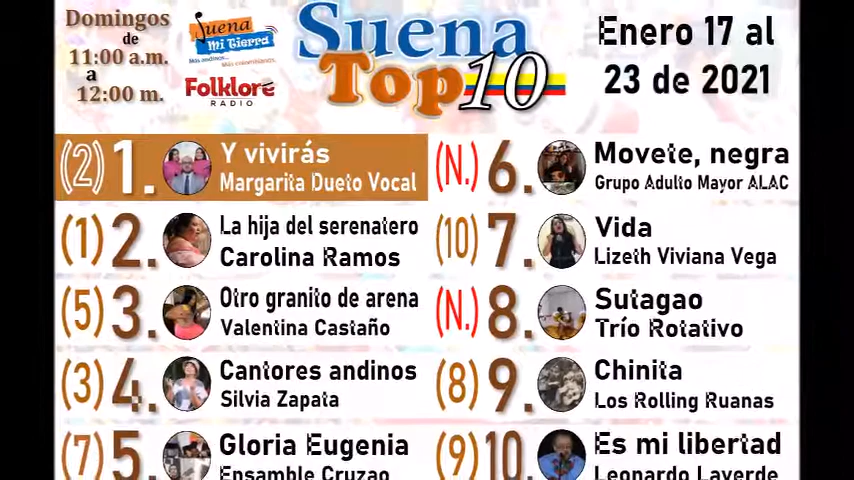 Domingos
de
11:00 a.m.
a
12:00 m.
Suena
Mi Tierra
Folklore
RADIO
Suena
Top 10
Enero 17 al
23 de 2021
(2) 1. Y vivirás
Margarita Dueto Vocal
(1) 2. La hija del serenatero
Carolina Ramos
(5) 3. Otro granito de arena
Valentina Castaño
(3) 4. Cantores andinos
Silvia Zapata
(7) 5. Gloria Eugenia
Ensamble Cruzao
(N.) 6. Movete, negra
Grupo Adulto Mayor ALAC
(10) 7. Vida
Lizeth Viviana Vega
(N.) 8. Sutagao
Trío Rotativo
(8) 9. Chinita
Los Rolling Ruanas
(9) 10. Es mi libertad
Leonardo Laverde